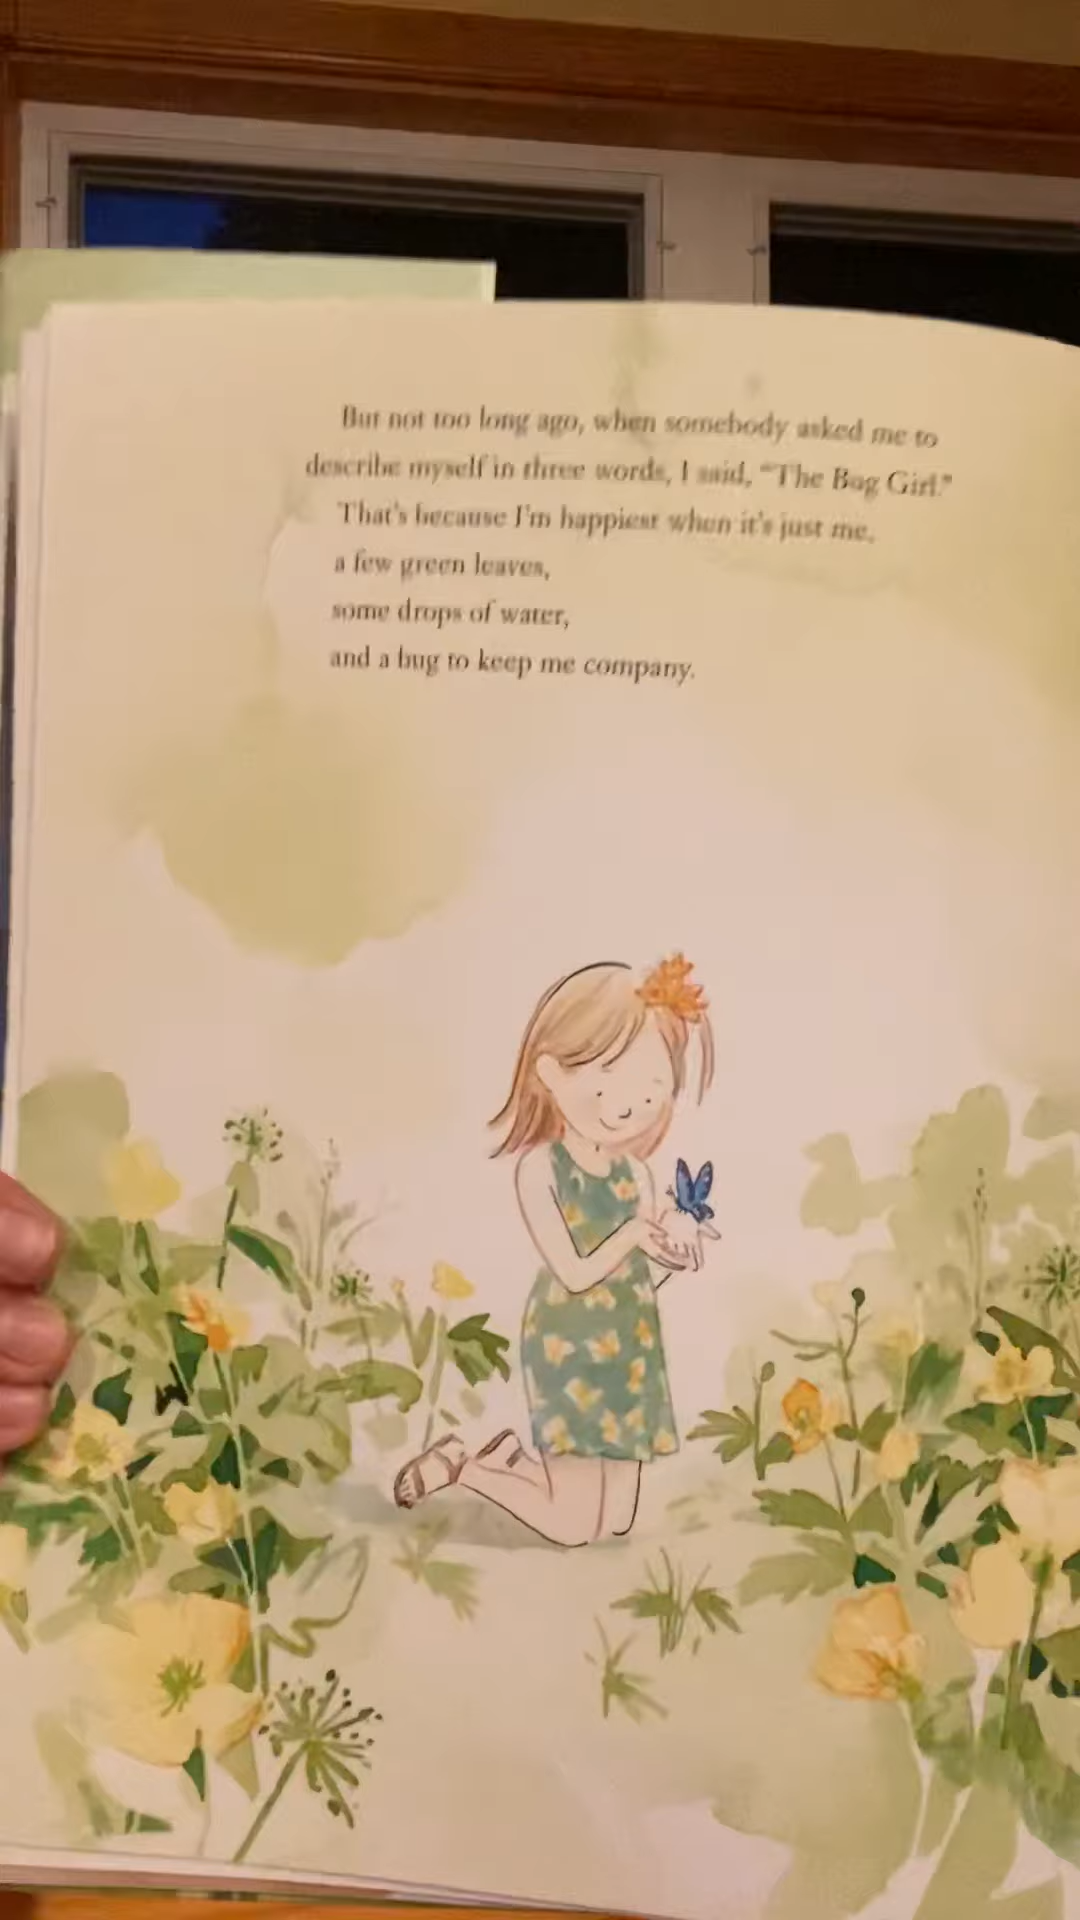 But not too long ago, when somebody asked me to
describe myself in three words, I said, “The Bug Girl.”
That’s because I’m happiest when it’s just me,
a few green leaves,
some drops of water,
and a bug to keep me company.